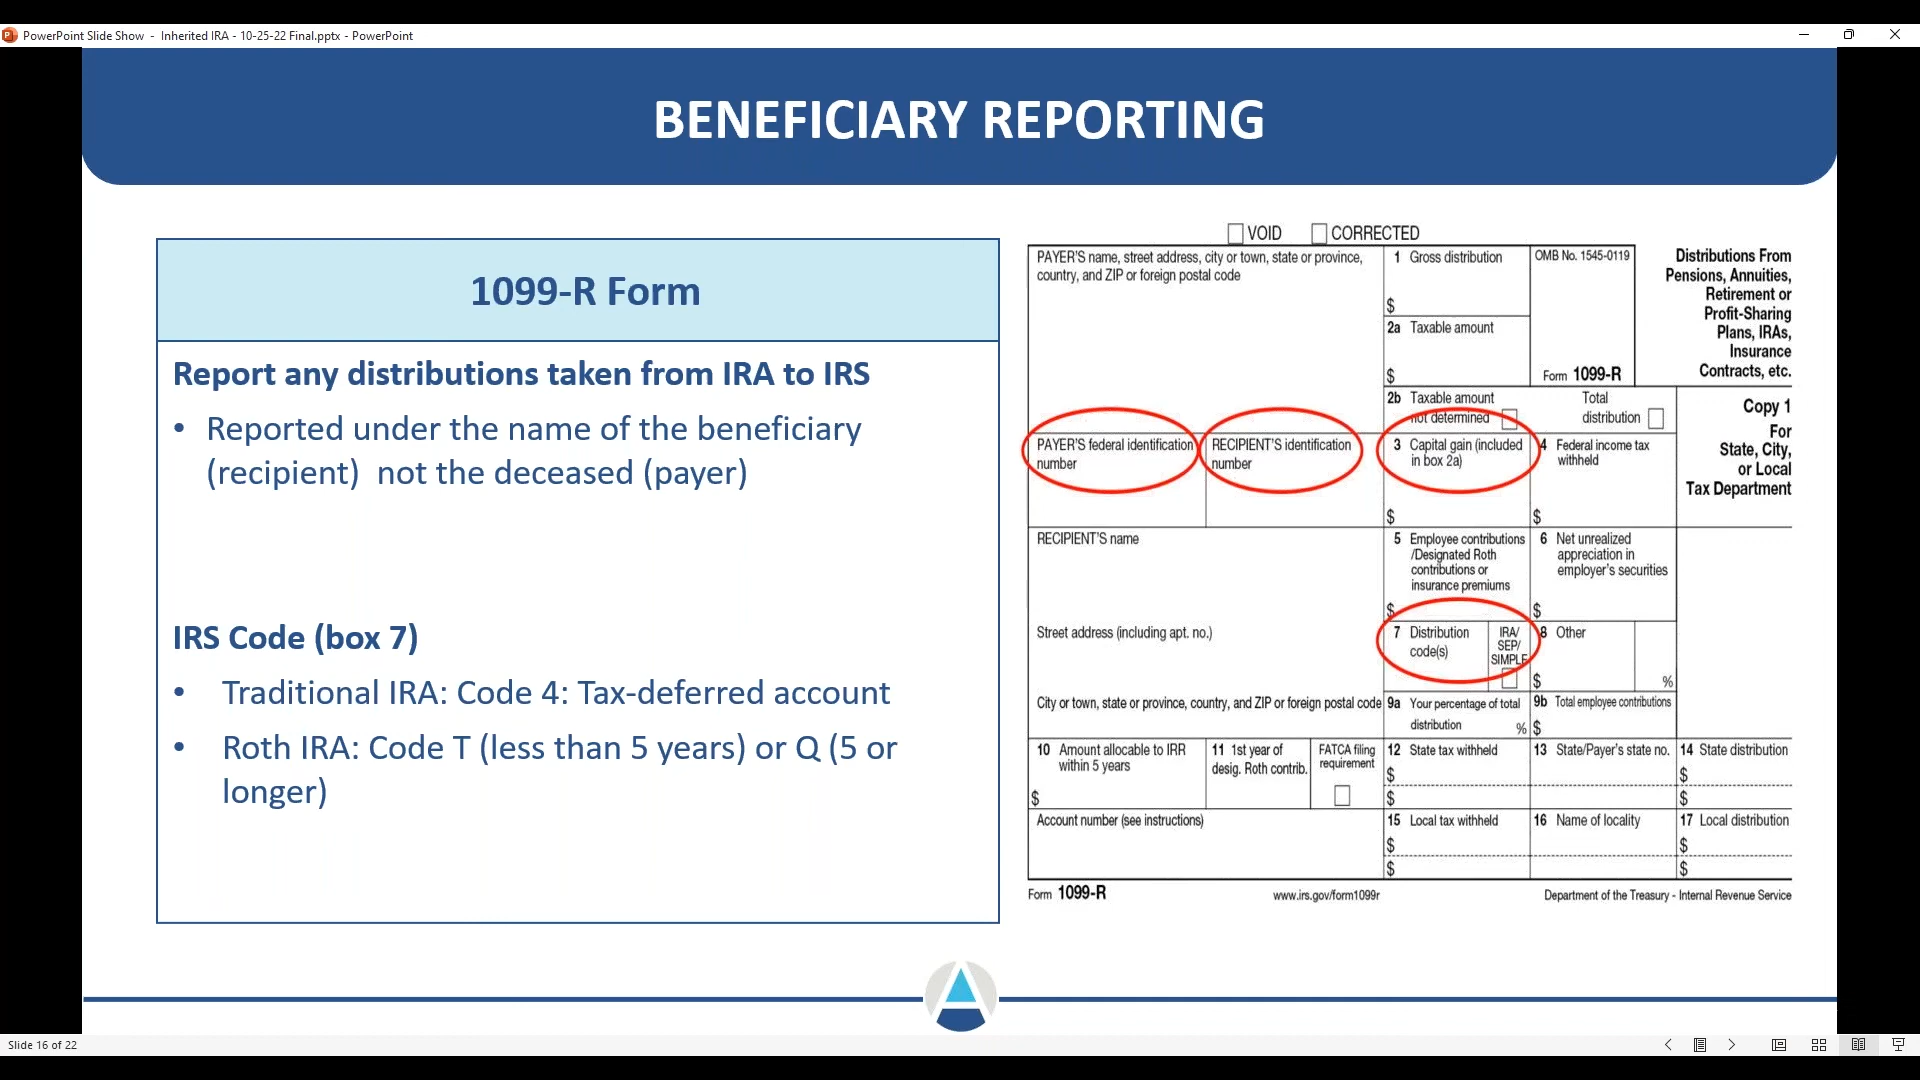 PowerPoint Slide Show - Inherited IRA - 10-25-22 Final.pptx - PowerPoint
BENEFICIARY REPORTING
1099-R Form
Report any distributions taken from IRA to IRS
• Reported under the name of the beneficiary
(recipient) not the deceased (payer)
IRS Code (box 7)
• Traditional IRA: Code 4: Tax-deferred account
• Roth IRA: Code T (less than 5 years) or Q (5 or
longer)
VOID CORRECTED
PAYER'S name, street address, city or town, state or province,
country, and ZIP or foreign postal code
1 Gross distribution
$
2a Taxable amount
$
OMB No. 1545-0119
Form 1099-R
Distributions From
Pensions, Annuities,
Retirement or
Profit-Sharing
Plans, IRAs,
Insurance
Contracts, etc.
2b Taxable amount
not determined
Total
distribution
Copy 1
For
State, City,
or Local
Tax Department
PAYER'S federal identification
number
RECIPIENT'S identification
number
3 Capital gain (included
in box 2a)
$
4 Federal income tax
withheld
$
RECIPIENT'S name
5 Employee contributions
/Designated Roth
contributions or
insurance premiums
$
6 Net unrealized
appreciation in
employer's securities
$
Street address (including apt. no.)
7 Distribution
code(s)
IRA/
SEP/
SIMPLE
8 Other
$
%
City or town, state or province, country, and ZIP or foreign postal code
9a Your percentage of total
distribution
%
9b Total employee contributions
$
10 Amount allocable to IRR
within 5 years
$
11 1st year of
desig. Roth contrib.
FATCA filing
requirement
12 State tax withheld
$
$
13 State/Payer's state no.
14 State distribution
$
$
Account number (see instructions)
15 Local tax withheld
$
$
16 Name of locality
17 Local distribution
$
$
Form 1099-R
www.irs.gov/form1099r
Department of the Treasury - Internal Revenue Service
Slide 16 of 22